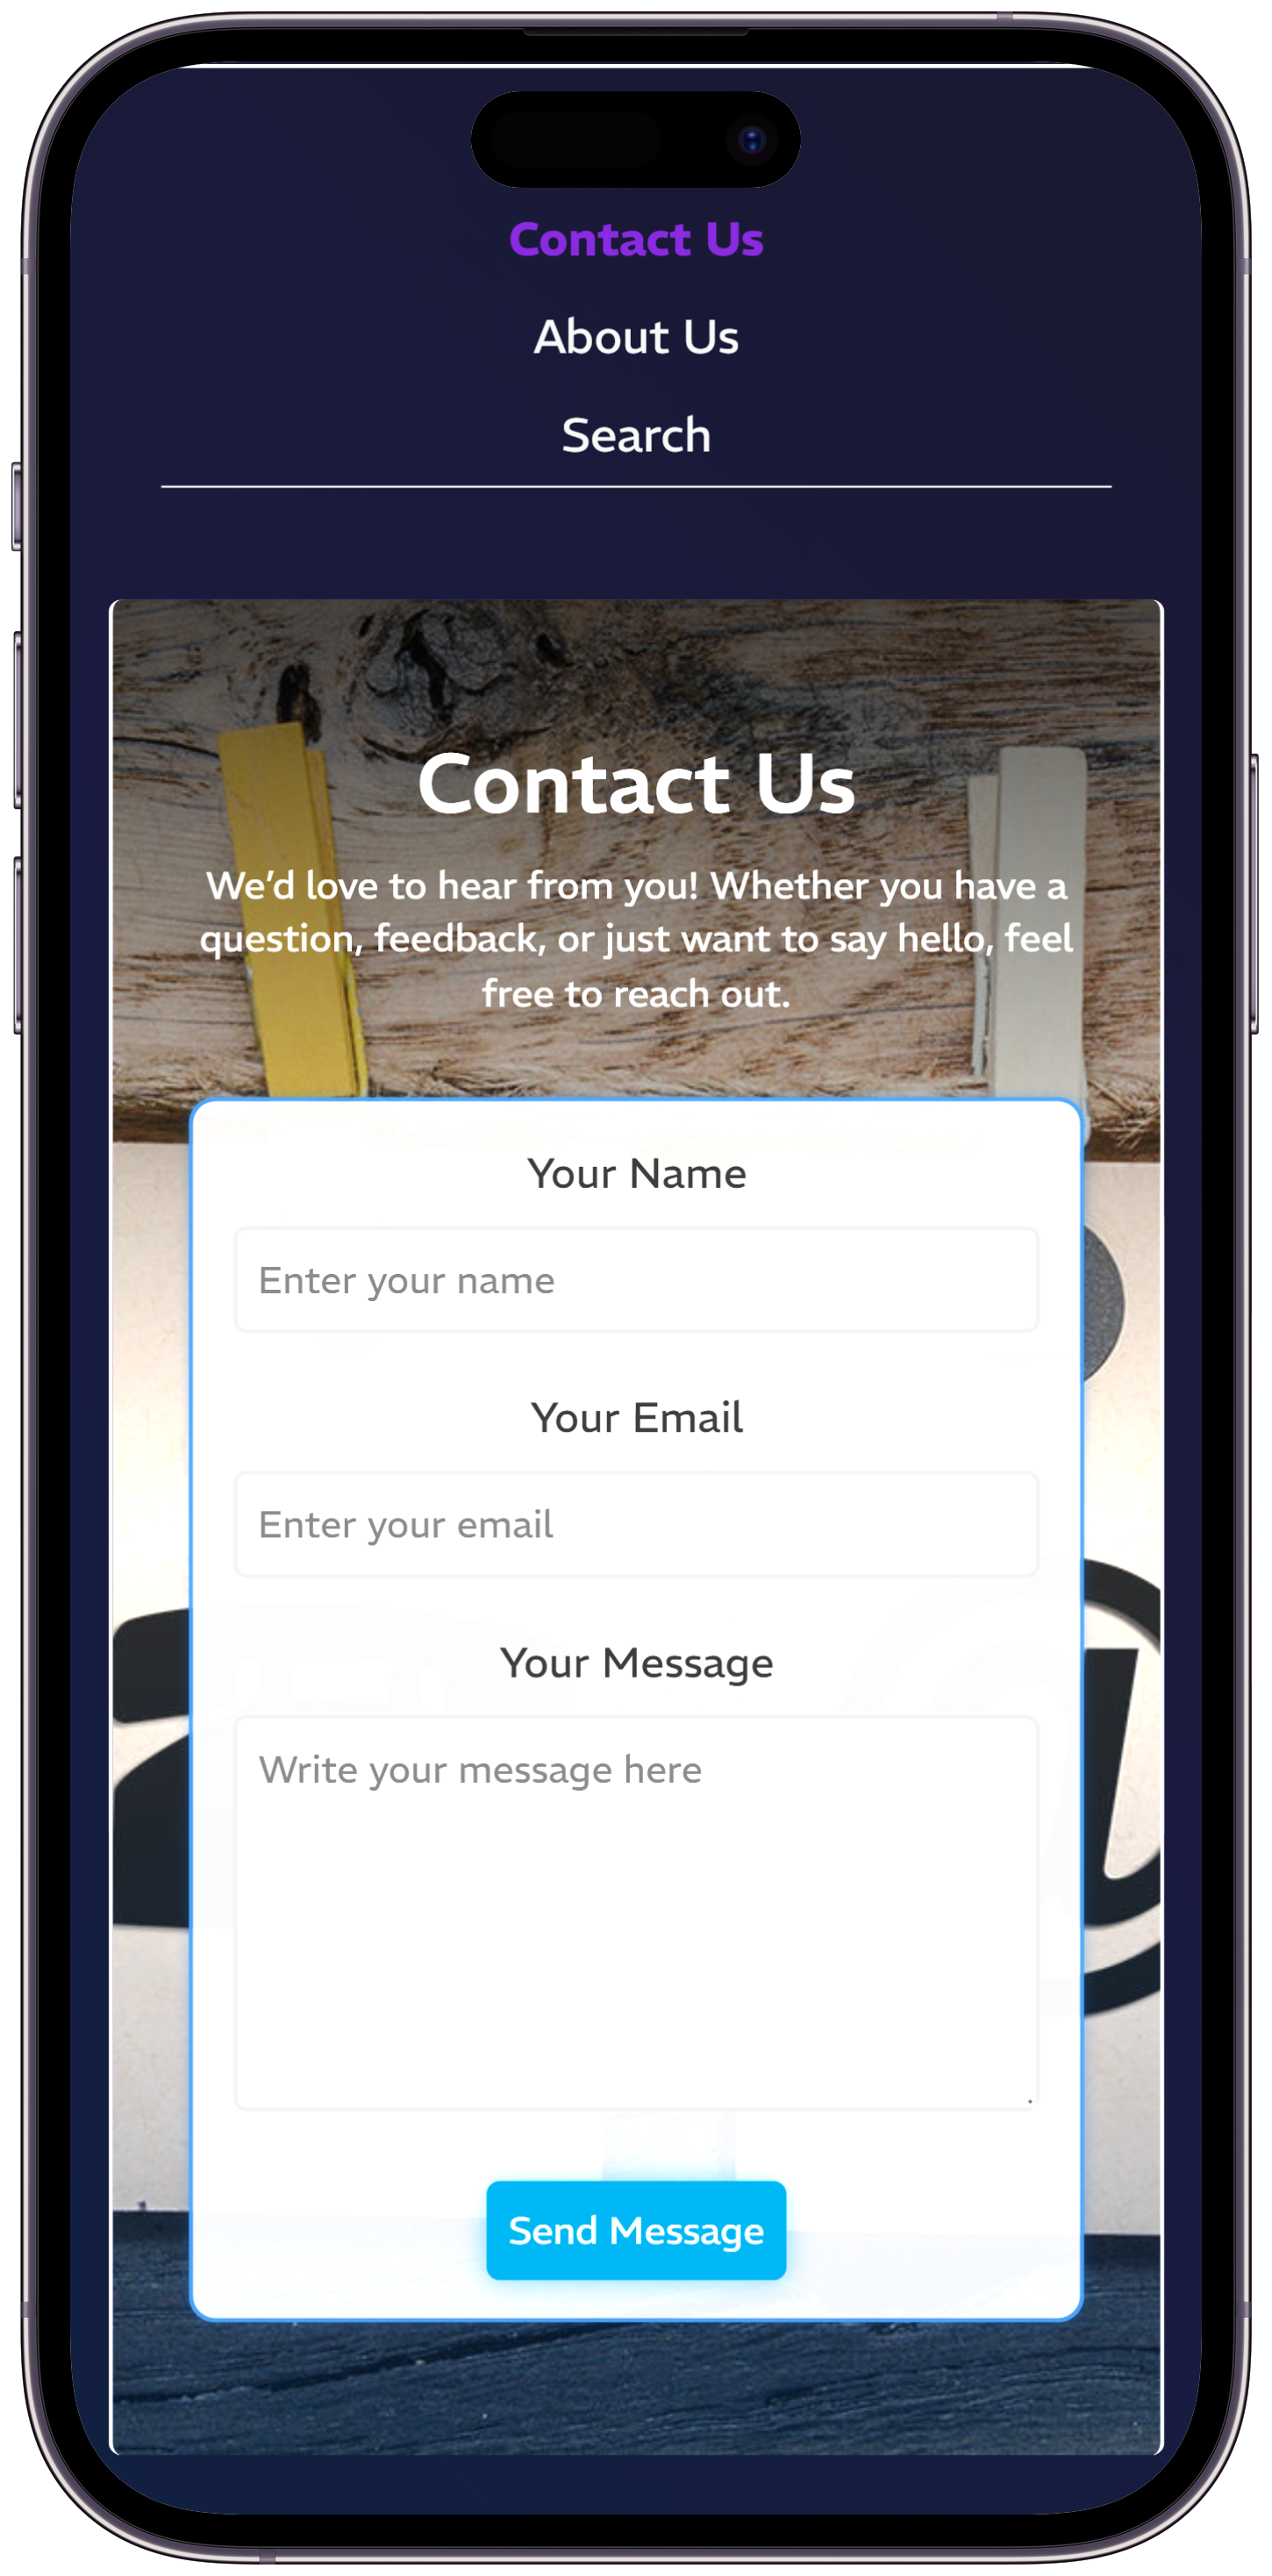 Contact Us
About Us
Search
Contact Us
We’d love to hear from you! Whether you have a
question, feedback, or just want to say hello, feel
free to reach out.
Your Name
Enter your name
Your Email
Enter your email
Your Message
Write your message here
Send Message